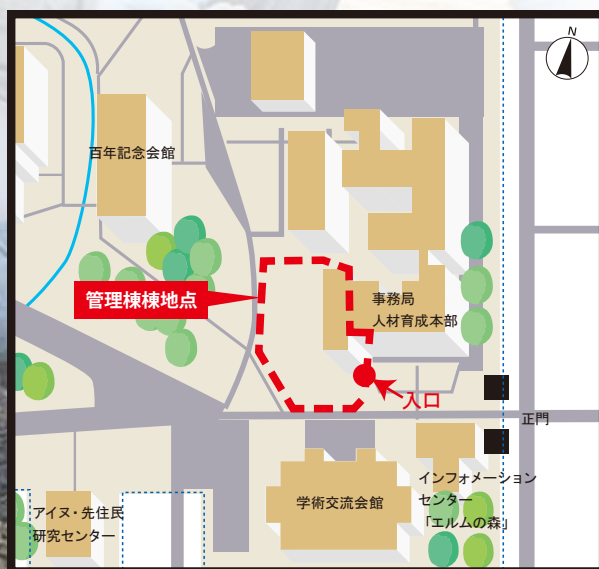 N
百年記念会館
管理棟棟地点
事務局
人材育成本部
入口
正門
インフォメーション
センター
「エルムの森」
学術交流会館
アイヌ・先住民
研究センター